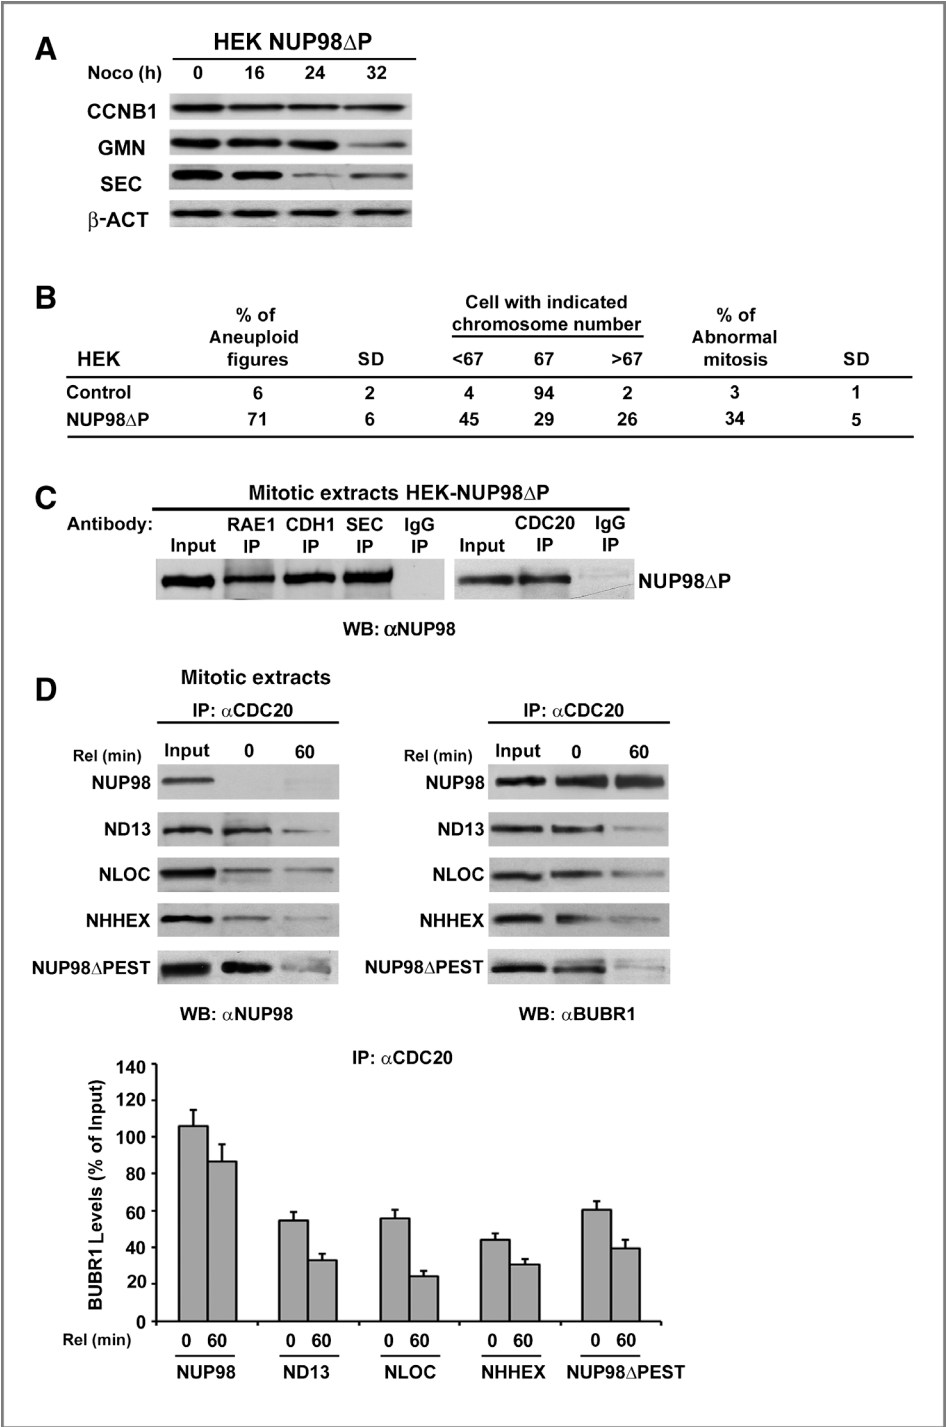 A
HEK NUP98ΔP
Noco (h) 0 16 24 32
CCNB1
GMN
SEC
β-ACT
B
Cell with indicated
chromosome number
% of
Aneuploid
figures
% of
Abnormal
mitosis
HEK SD <67 67 >67 SD
Control 6 2 4 94 2 3 1
NUP98ΔP 71 6 45 29 26 34 5
C
Mitotic extracts HEK-NUP98ΔP
Antibody: RAE1 CDH1 SEC IgG CDC20 IgG
Input IP IP IP IP Input IP IP
NUP98ΔP
WB: αNUP98
D
Mitotic extracts
IP: αCDC20
Rel (min) Input 0 60
NUP98
ND13
NLOC
NHHEX
NUP98ΔPEST
WB: αNUP98
IP: αCDC20
Rel (min) Input 0 60
NUP98
ND13
NLOC
NHHEX
NUP98ΔPEST
WB: αBUBR1
IP: αCDC20
BUBR1 Levels (% of Input)
140
120
100
80
60
40
20
0
Rel (min) 0 60 0 60 0 60 0 60 0 60
NUP98 ND13 NLOC NHHEX NUP98ΔPEST